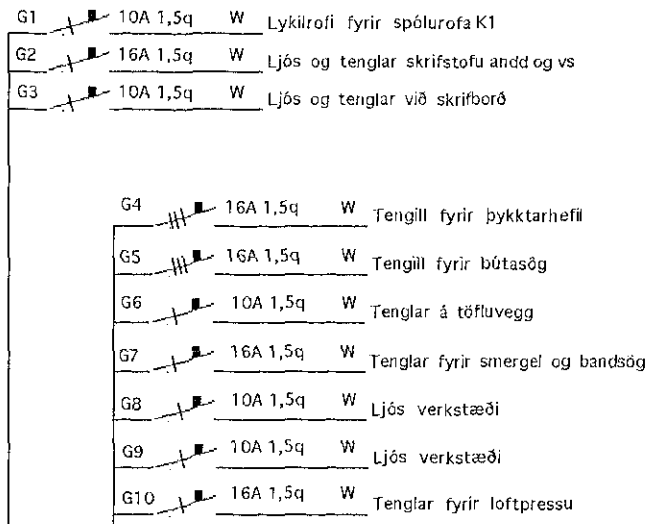 G1 10A 1,5q W Lykilrofi fyrir spólurofa K1
G2 16A 1,5q W Ljós og tenglar skrifstofu andd og vs
G3 10A 1,5q W Ljós og tenglar við skrifborð
G4 16A 1,5q W Tengill fyrir þykktarhefil
G5 16A 1,5q W Tengill fyrir bútasög
G6 10A 1,5q W Tenglar á töfluvegg
G7 16A 1,5q W Tenglar fyrir smergel og bandsög
G8 10A 1,5q W Ljós verkstæði
G9 10A 1,5q W Ljós verkstæði
G10 16A 1,5q W Tenglar fyrir loftpressu